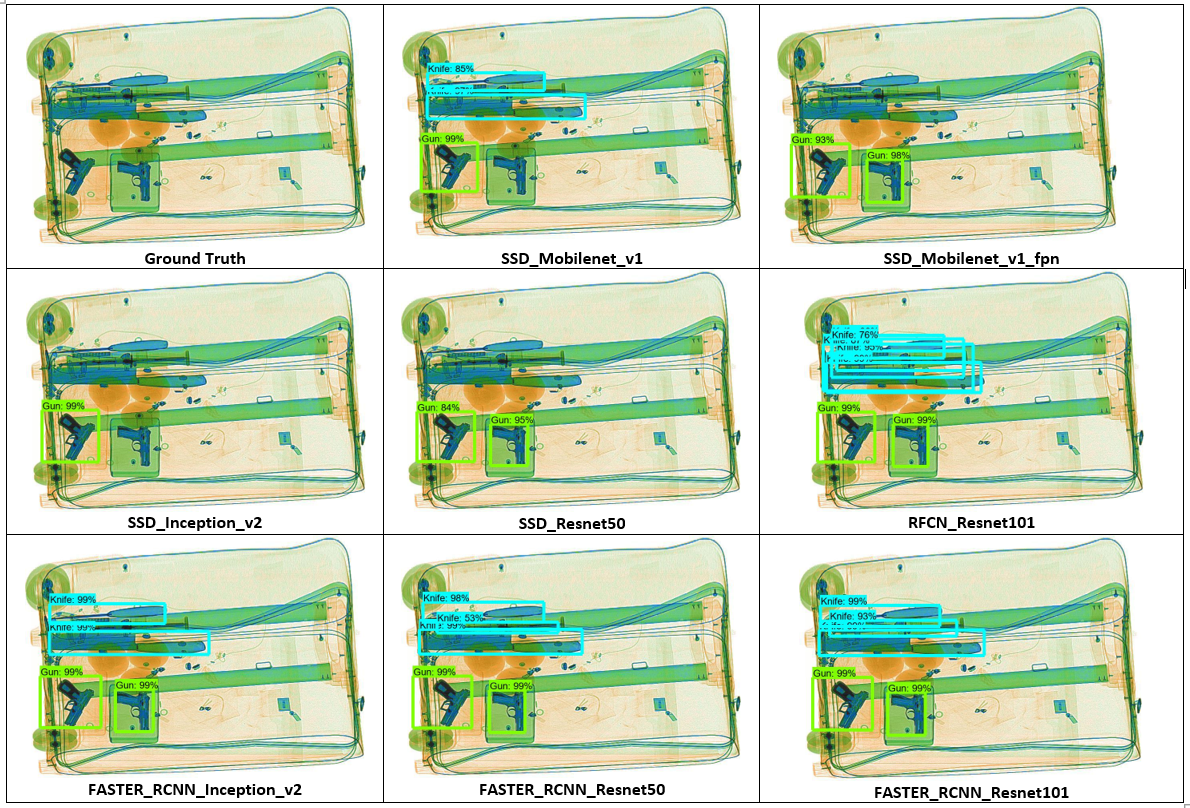 Knife: 85%
Gun: 99%
Gun: 93%
Gun: 98%
Ground Truth
SSD_Mobilenet_v1
SSD_Mobilenet_v1_fpn
Gun: 99%
Gun: 84%
Gun: 95%
Knife: 76%
Gun: 99%
Gun: 99%
SSD_Inception_v2
SSD_Resnet50
RFCN_Resnet101
Knife: 99%
Knife: 99%
Gun: 99%
Gun: 99%
Knife: 98%
Knife: 53%
Gun: 99%
Gun: 99%
Knife: 99%
Knife: 93%
Gun: 99%
Gun: 99%
FASTER_RCNN_Inception_v2
FASTER_RCNN_Resnet50
FASTER_RCNN_Resnet101